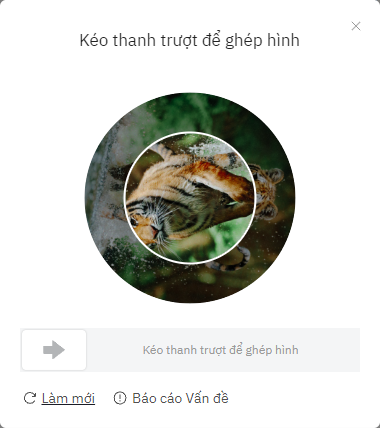 Kéo thanh trượt để ghép hình
Kéo thanh trượt để ghép hình
Làm mới
Báo cáo Vấn đề